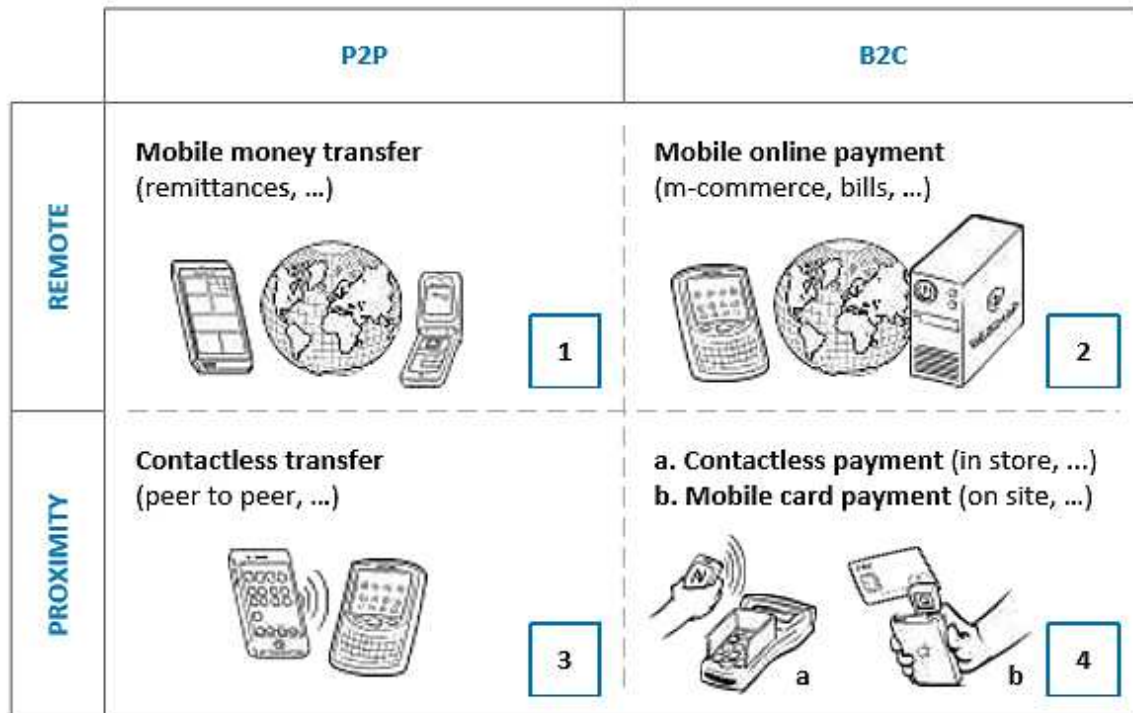 P2P
B2C
REMOTE
Mobile money transfer
(remittances, ...)
1
Mobile online payment
(m-commerce, bills, ...)
2
PROXIMITY
Contactless transfer
(peer to peer, ...)
3
a. Contactless payment (in store, ...)
b. Mobile card payment (on site, ...)
a
b
4